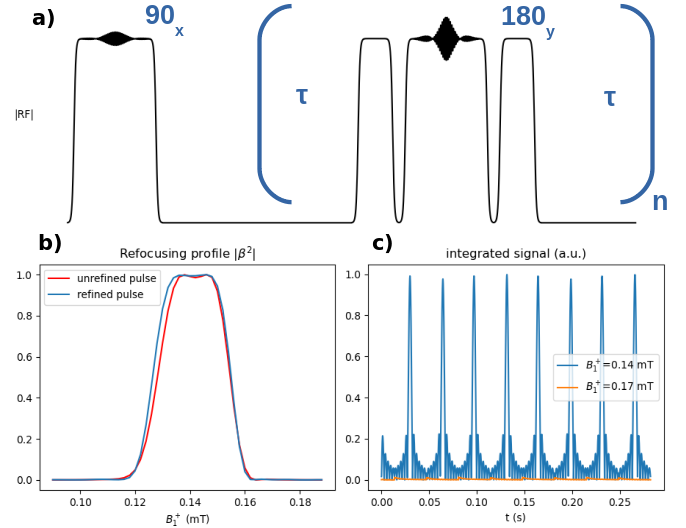 a)
90x
180y
τ
τ
|RF|
n
b)
Refocusing profile |β²|
unrefined pulse
refined pulse
1.0
0.8
0.6
0.4
0.2
0.0
0.10
0.12
0.14
0.16
0.18
B₁⁺ (mT)
c)
integrated signal (a.u.)
B₁⁺=0.14 mT
B₁⁺=0.17 mT
1.0
0.8
0.6
0.4
0.2
0.0
0.00
0.05
0.10
0.15
0.20
0.25
t (s)